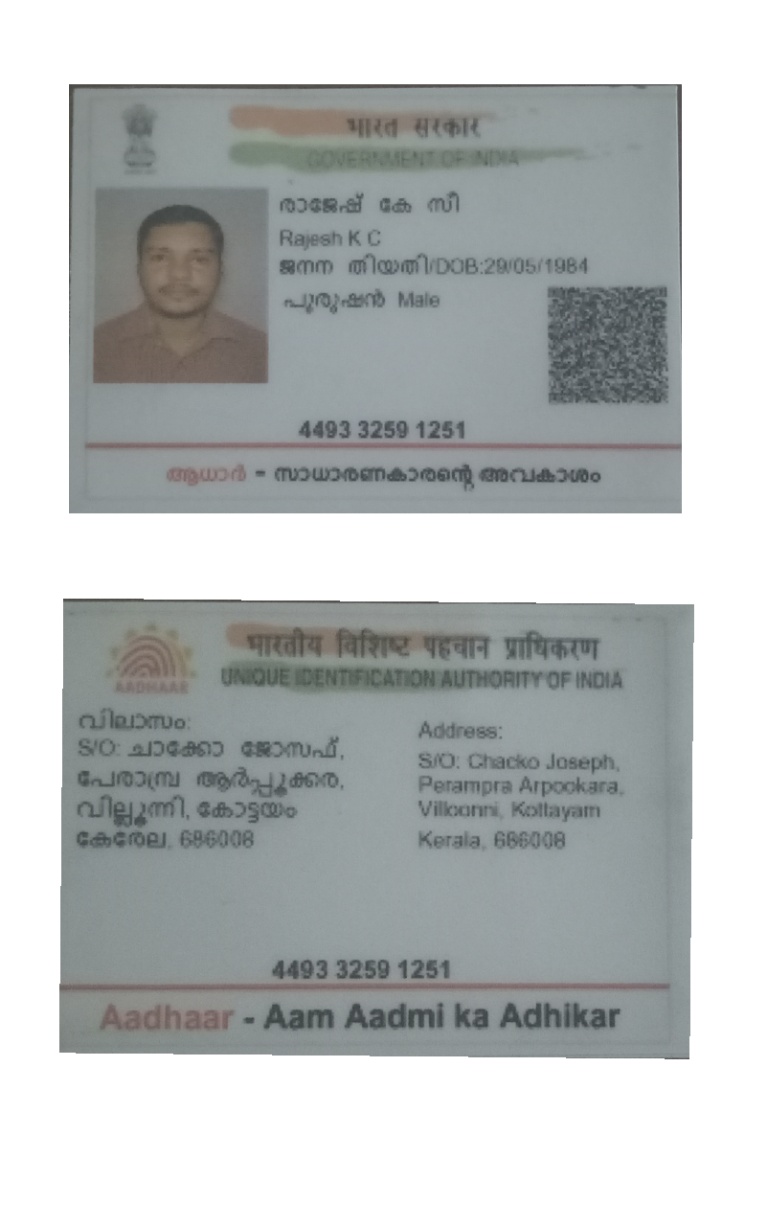 भारत सरकार
GOVERNMENT OF INDIA
രാജേഷ് കേ സീ
Rajesh K C
ജനന തിയതി/DOB:29/05/1984
പുരുഷൻ Male
4493 3259 1251
ആധാർ - സാധാരണകാരന്റെ അവകാശം
भारतीय विशिष्ट पहचान प्राधिकरण
AADHAAR
UNIQUE IDENTIFICATION AUTHORITY OF INDIA
വിലാസം:
S/O: ചാക്കോ ജോസഫ്,
പേരാമ്പ്ര ആർപ്പൂക്കര,
വില്ലൂന്നി, കോട്ടയം
കേരേല, 686008
Address:
S/O: Chacko Joseph,
Perampra Arpookara,
Villoonni, Kottayam
Kerala, 686008
4493 3259 1251
Aadhaar - Aam Aadmi ka Adhikar